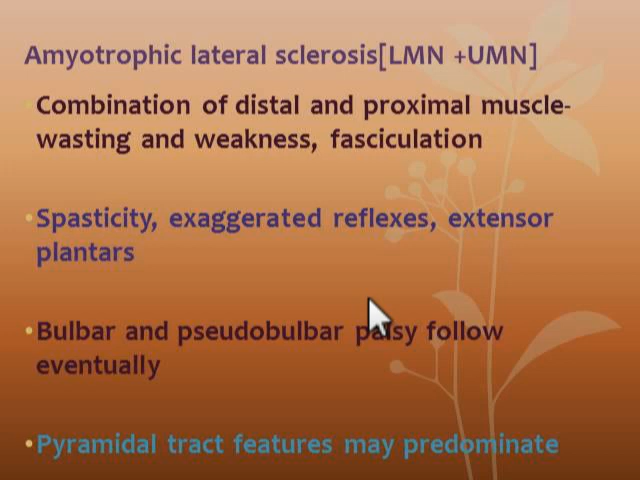 Amyotrophic lateral sclerosis[LMN +UMN]
•Combination of distal and proximal muscle-
wasting and weakness, fasciculation
•Spasticity, exaggerated reflexes, extensor
plantars
•Bulbar and pseudobulbar palsy follow
eventually
•Pyramidal tract features may predominate